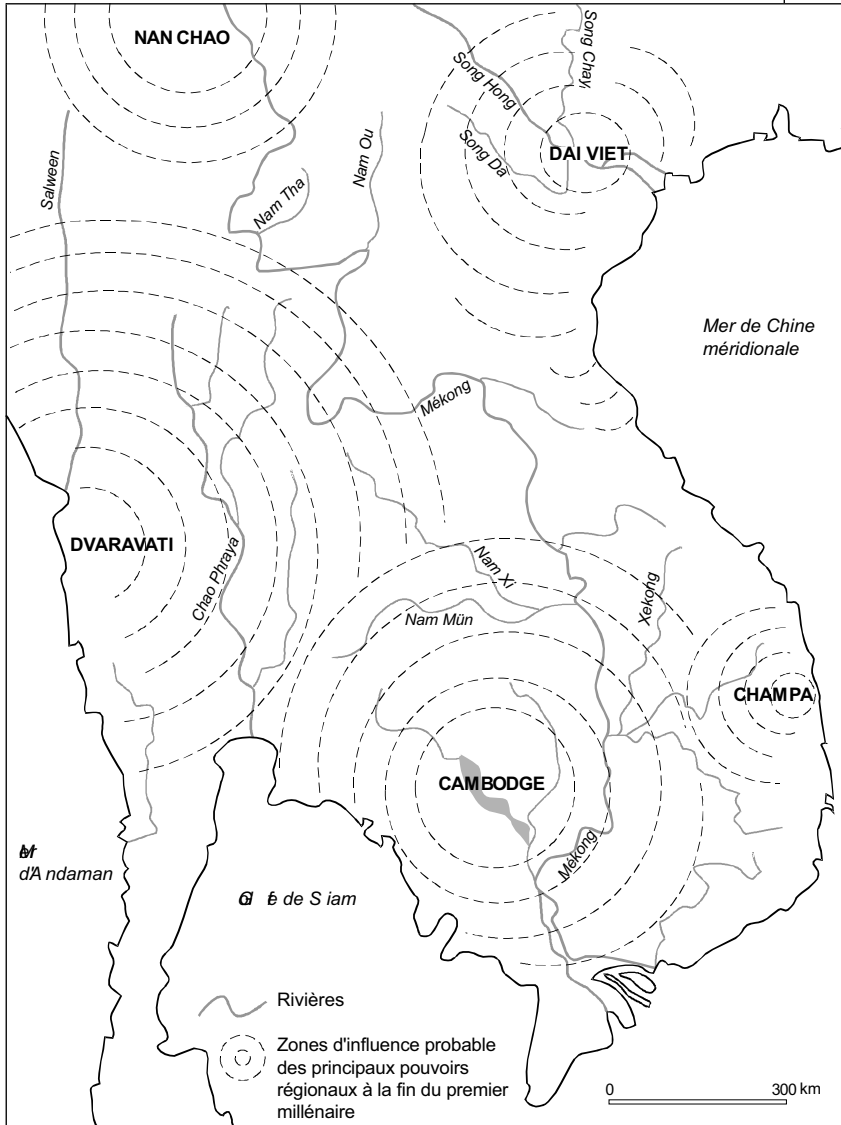 NAN CHAO
Song Chay
Song Hong
DAI VIET
Song Dà
Nam Ou
Salween
Nam Tha
Mer de Chine
méridionale
Mékong
DVARAVATI
Chao Phraya
Nam Xi
Xekong
Nam Mün
CHAMPA
CAMBODGE
Mékong
d'Andaman
de Siam
Rivières
Zones d'influence probable
des principaux pouvoirs
régionaux à la fin du premier
millénaire
0 300 km